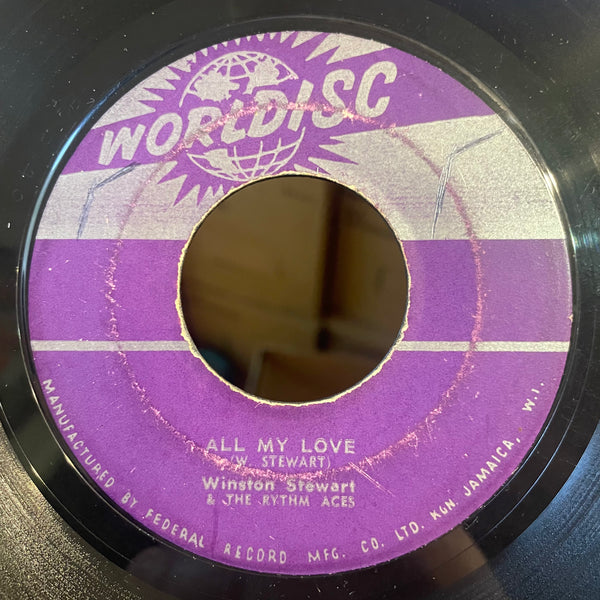 WORLDISC
ALL MY LOVE
(W. STEWART)
Winston Stewart
& THE RYTHM ACES
MANUFACTURED BY FEDERAL RECORD MFG. CO. LTD. KGN. JAMAICA, W.I.